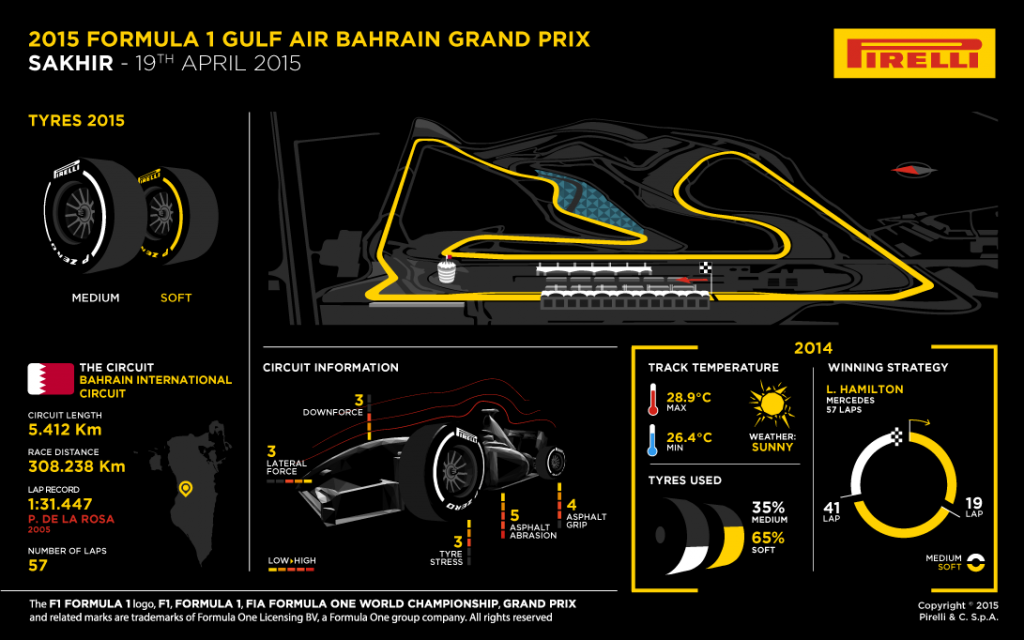 2015 FORMULA 1 GULF AIR BAHRAIN GRAND PRIX
SAKHIR - 19TH APRIL 2015
PIRELLI
TYRES 2015
PIRELLI
P ZERO
PIRELLI
P ZERO
MEDIUM
SOFT
THE CIRCUIT
BAHRAIN INTERNATIONAL
CIRCUIT
CIRCUIT LENGTH
5.412 Km
RACE DISTANCE
308.238 Km
LAP RECORD
1:31.447
P. DE LA ROSA
2005
NUMBER OF LAPS
57
CIRCUIT INFORMATION
3
DOWNFORCE
3
LATERAL
FORCE
PIRELLI
P ZERO
3
TYRE
STRESS
5
ASPHALT
ABRASION
4
ASPHALT
GRIP
LOW HIGH
2014
TRACK TEMPERATURE
28.9°C
MAX
26.4°C
MIN
WEATHER:
SUNNY
TYRES USED
35%
MEDIUM
65%
SOFT
WINNING STRATEGY
L. HAMILTON
MERCEDES
57 LAPS
41
LAP
19
LAP
MEDIUM
SOFT
The F1 FORMULA 1 logo, F1, FORMULA 1, FIA FORMULA ONE WORLD CHAMPIONSHIP, GRAND PRIX
and related marks are trademarks of Formula One Licensing BV, a Formula One group company. All rights reserved
Copyright © 2015
Pirelli & C. S.p.A.